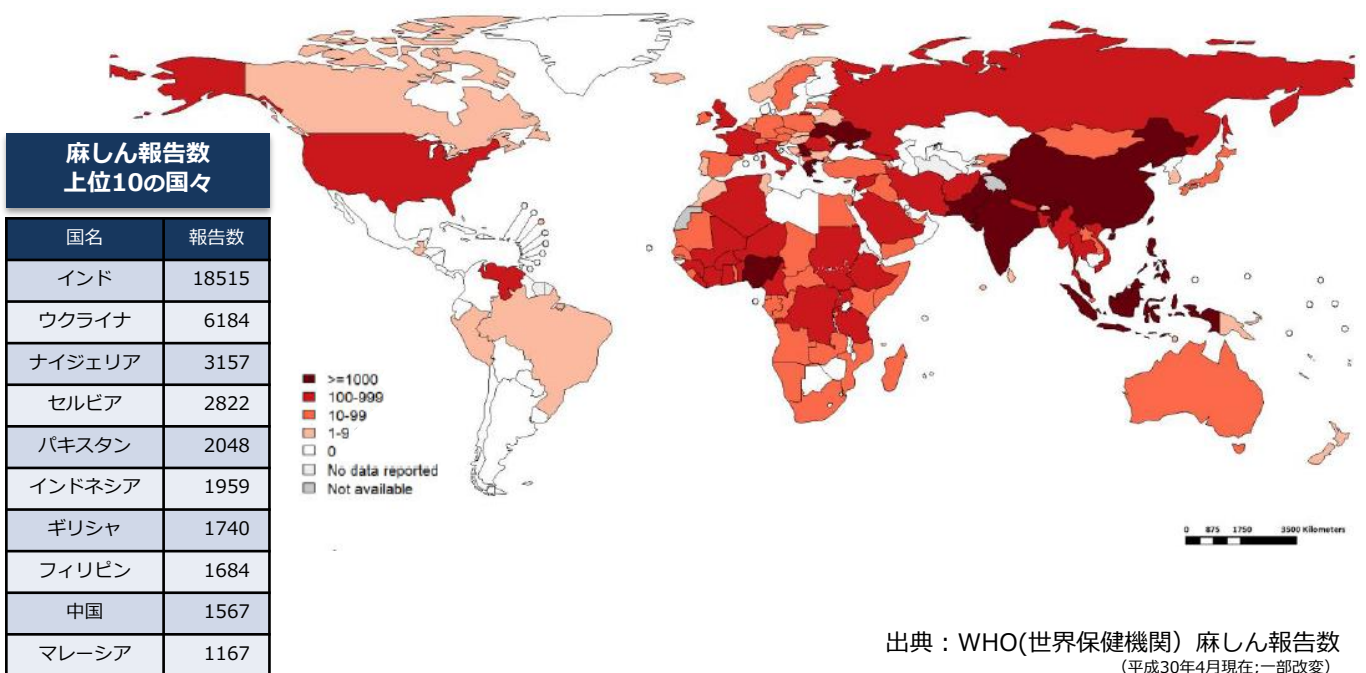 麻しん報告数
上位10の国々
国名 報告数
インド 18515
ウクライナ 6184
ナイジェリア 3157
セルビア 2822
パキスタン 2048
インドネシア 1959
ギリシャ 1740
フィリピン 1684
中国 1567
マレーシア 1167
>=1000
100-999
10-99
1-9
0
No data reported
Not available
0 875 1750 3500 Kilometers
出典：WHO(世界保健機関）麻しん報告数
（平成30年4月現在;一部改変）